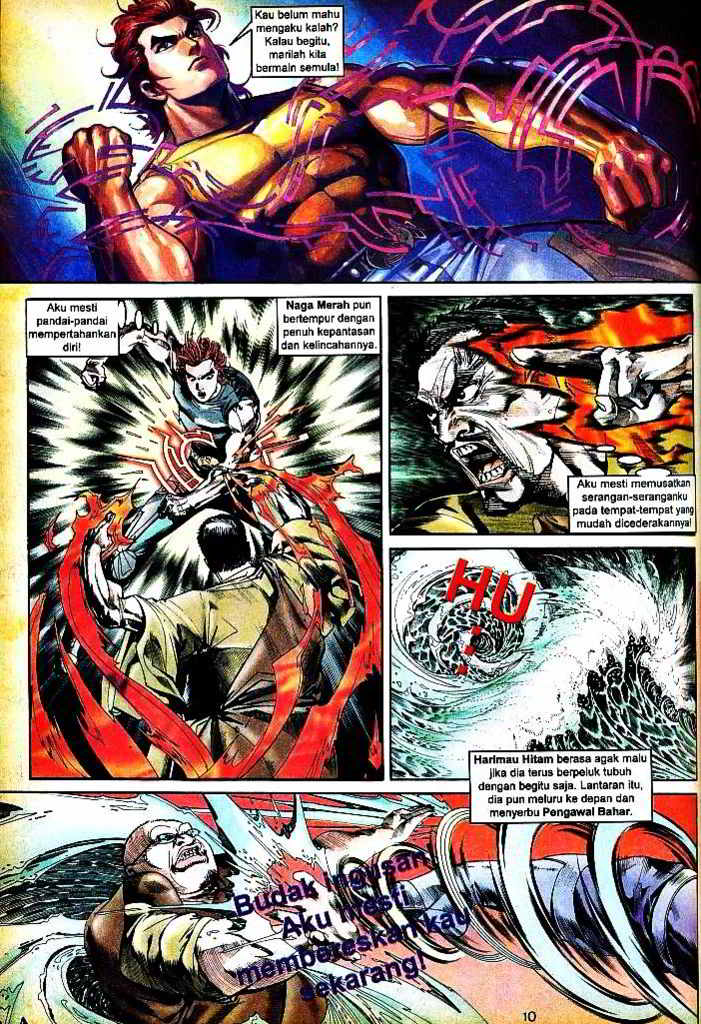 Kau belum mahu
mengaku kalah?
Kalau begitu,
marilah kita
bermain semula!
Aku mesti
pandai-pandai
mempertahankan
diri!
Naga Merah pun
bertempur dengan
penuh kepantasan
dan kelincahannya.
Aku mesti memusatkan
serangan-seranganku
pada tempat-tempat yang
mudah dicederakannya!
HU
...
Harimau Hitam berasa agak malu
jika dia terus berpeluk tubuh
dengan begitu saja. Lantaran itu,
dia pun meluru ke depan dan
menyerbu Pengawal Bahar.
Budak ingusan!
Aku mesti
membereskan kau
sekarang!
10